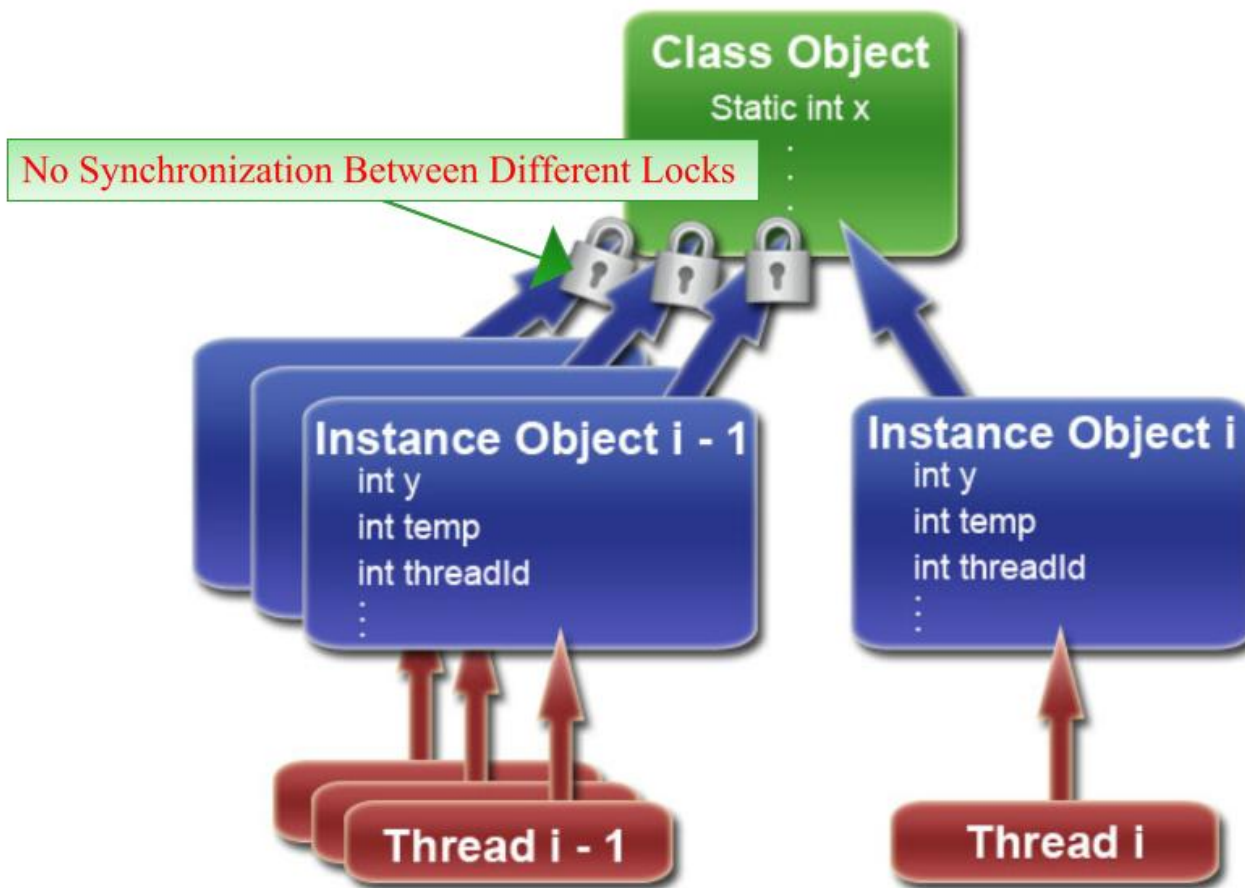 Class Object
Static int x
.
.
.
No Synchronization Between Different Locks
Instance Object i - 1
int y
int temp
int threadId
.
.
.
Instance Object i
int y
int temp
int threadId
.
.
.
Thread i - 1
Thread i